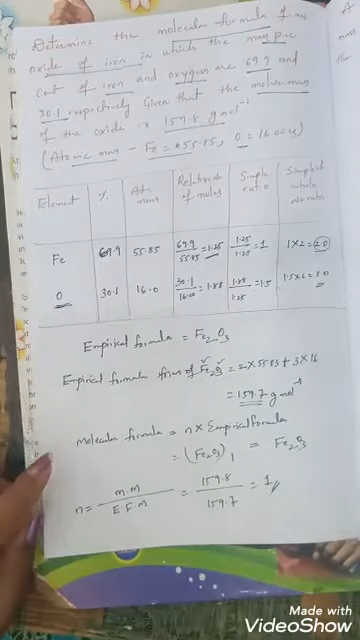 Determine the molecular formula of an
oxide of iron in which the mass per
cent of iron and oxygen are 69.9 and
30.1 respectively Given that the molar mass
of the oxide is 159.8 g mol⁻¹
(Atomic mass - Fe = 55.85, O = 16.00 u)
Element % At. mass Relative no of moles Simple ratio Simplest whole no ratio
Fe 69.9 55.85 69.9/55.85 = 1.25 1.25/1.25 = 1 1×2 = 2.0
O 30.1 16.0 30.1/16.00 = 1.88 1.88/1.25 = 1.5 1.5×2 = 3.0
Empirical formula = Fe₂O₃
Empirical formula of Fe₂O₃ = 2×55.85 + 3×16
= 159.7 g mol⁻¹
Molecular formula = n × Empirical formula
= (Fe₂O₃)₁ = Fe₂O₃
n = M.M/E.F.M = 159.8/159.7 = 1
Made with
VideoShow